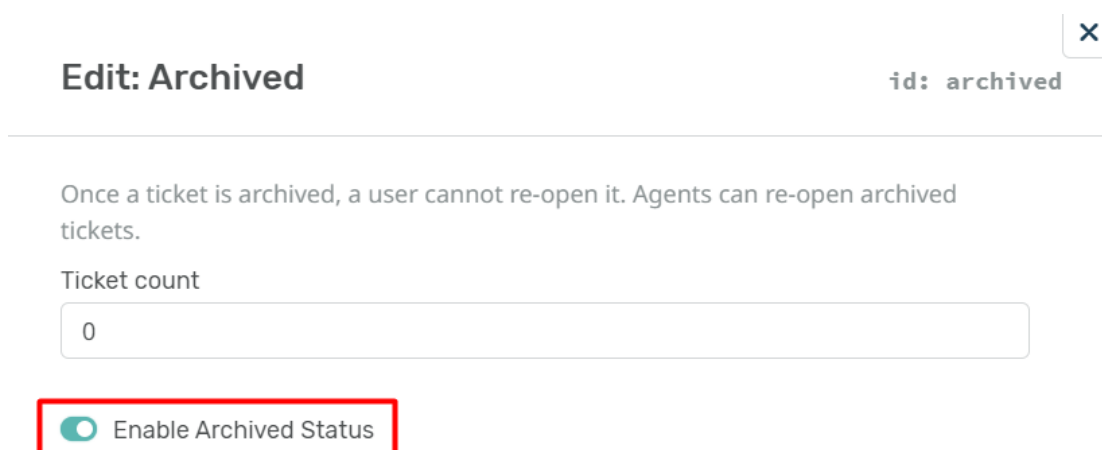 Edit: Archived
id: archived
Once a ticket is archived, a user cannot re-open it. Agents can re-open archived
tickets.
Ticket count
0
Enable Archived Status